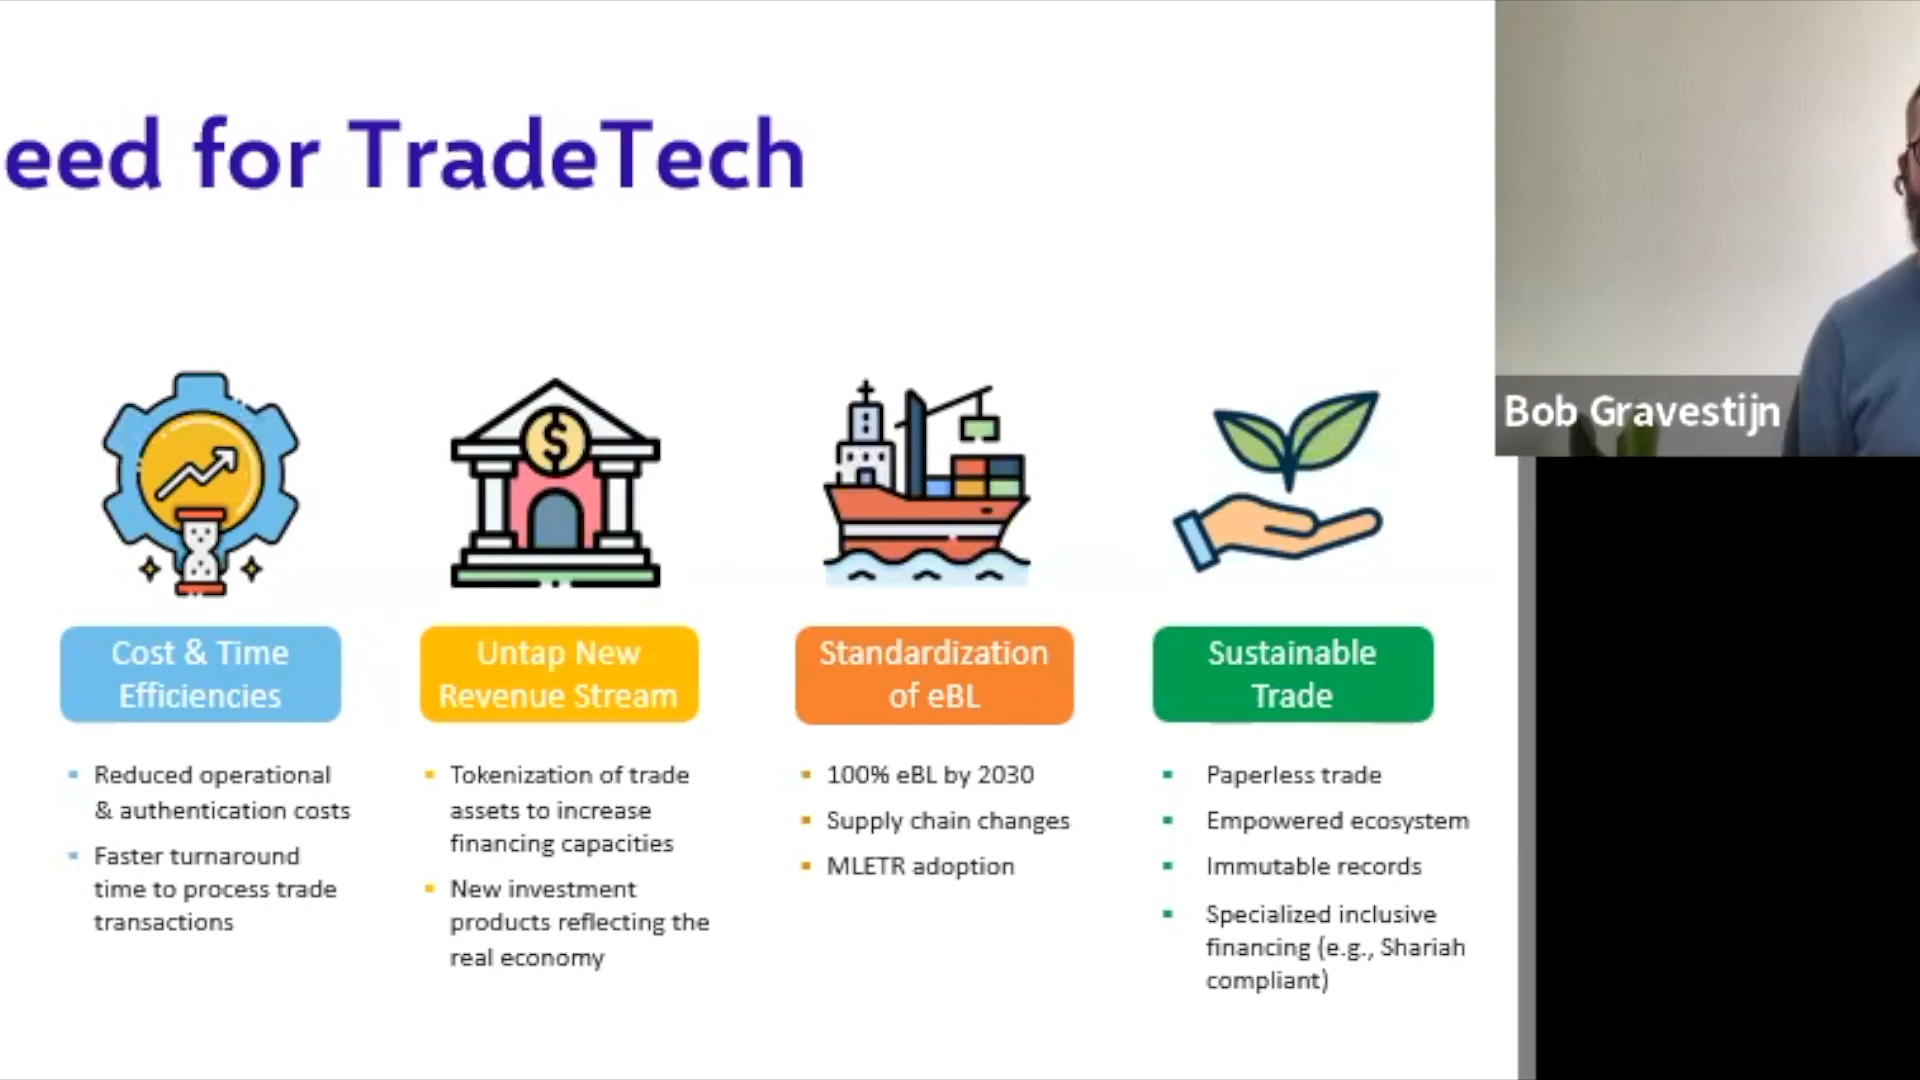 eed for TradeTech
Bob Gravestijn
Cost & Time
Efficiencies
Reduced operational
& authentication costs
Faster turnaround
time to process trade
transactions
Untap New
Revenue Stream
Tokenization of trade
assets to increase
financing capacities
New investment
products reflecting the
real economy
Standardization
of eBL
100% eBL by 2030
Supply chain changes
MLETR adoption
Sustainable
Trade
Paperless trade
Empowered ecosystem
Immutable records
Specialized inclusive
financing (e.g., Shariah
compliant)